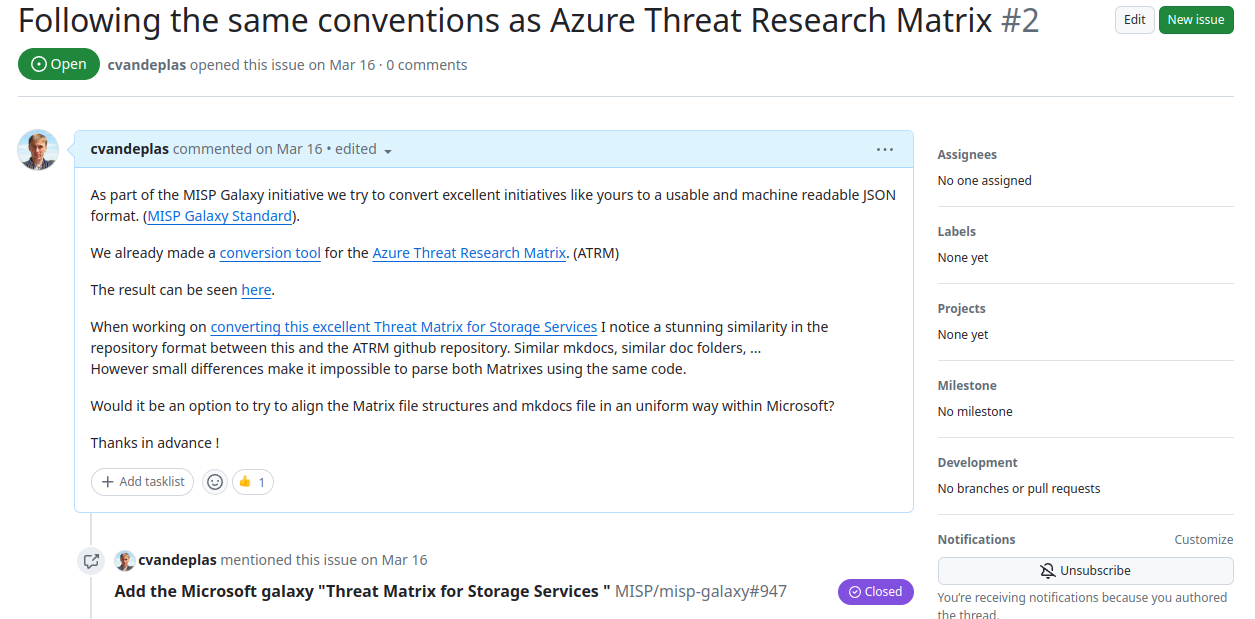 Following the same conventions as Azure Threat Research Matrix #2
Edit
New issue
Open
cvandeplas opened this issue on Mar 16 · 0 comments
cvandeplas commented on Mar 16 • edited
As part of the MISP Galaxy initiative we try to convert excellent initiatives like yours to a usable and machine readable JSON
format. (MISP Galaxy Standard).
We already made a conversion tool for the Azure Threat Research Matrix. (ATRM)
The result can be seen here.
When working on converting this excellent Threat Matrix for Storage Services I notice a stunning similarity in the
repository format between this and the ATRM github repository. Similar mkdocs, similar doc folders, ...
However small differences make it impossible to parse both Matrixes using the same code.
Would it be an option to try to align the Matrix file structures and mkdocs file in an uniform way within Microsoft?
Thanks in advance !
Add tasklist
1
cvandeplas mentioned this issue on Mar 16
Add the Microsoft galaxy "Threat Matrix for Storage Services " MISP/misp-galaxy#947
Closed
Assignees
No one assigned
Labels
None yet
Projects
None yet
Milestone
No milestone
Development
No branches or pull requests
Notifications
Customize
Unsubscribe
You're receiving notifications because you authored
the thread.